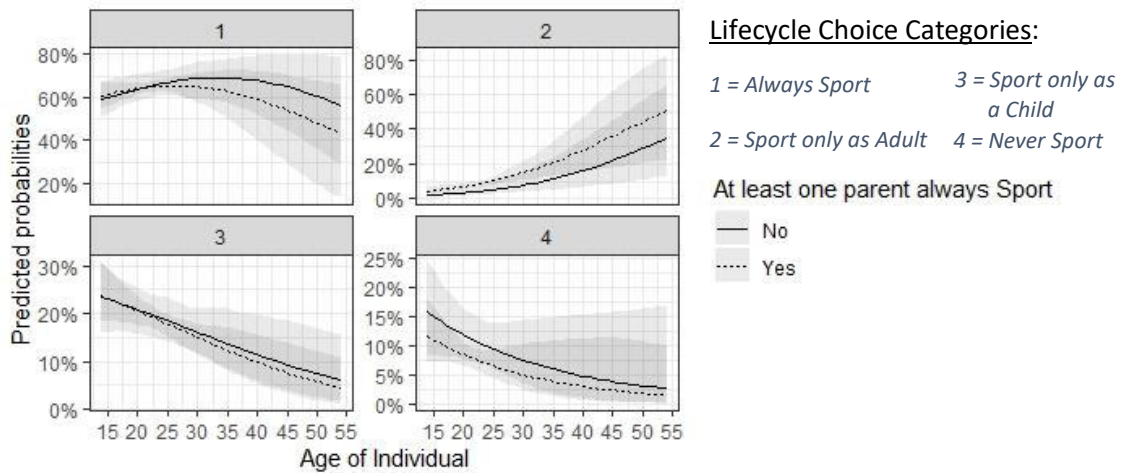 1
2
80%
60%
40%
20%
80%
60%
40%
20%
0%
3
4
30%
20%
10%
0%
25%
20%
15%
10%
5%
0%
15 20 25 30 35 40 45 50 55
15 20 25 30 35 40 45 50 55
Predicted probabilities
Age of Individual
Lifecycle Choice Categories:
1 = Always Sport
2 = Sport only as Adult
3 = Sport only as
a Child
4 = Never Sport
At least one parent always Sport
No
Yes